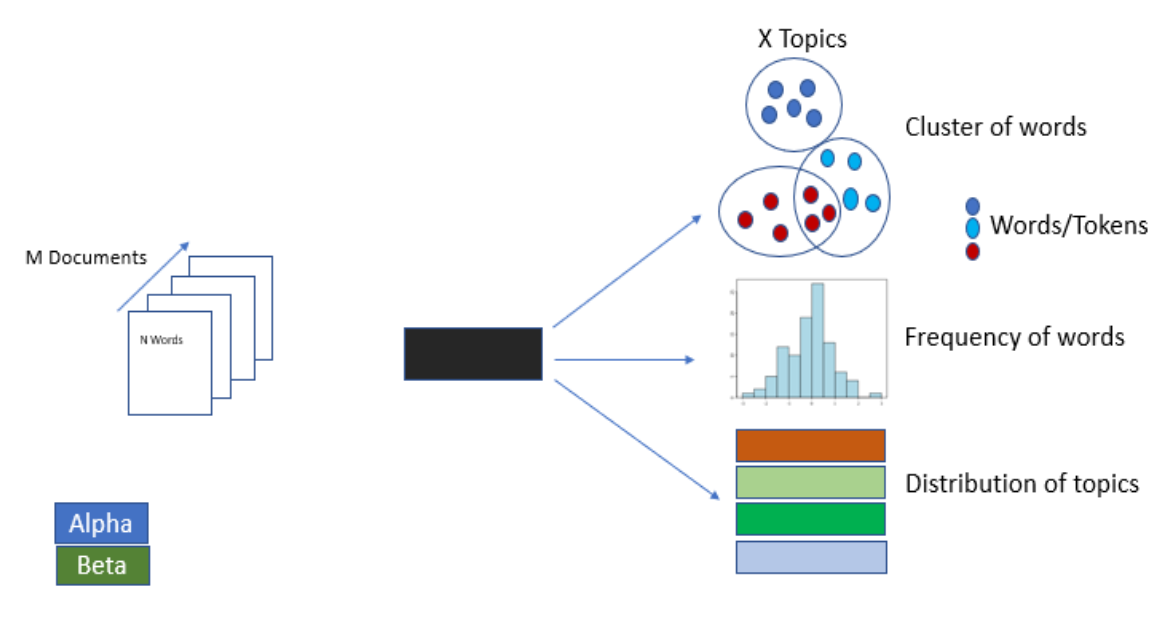 X Topics
Cluster of words
Words/Tokens
M Documents
N Words
Frequency of words
Distribution of topics
Alpha
Beta